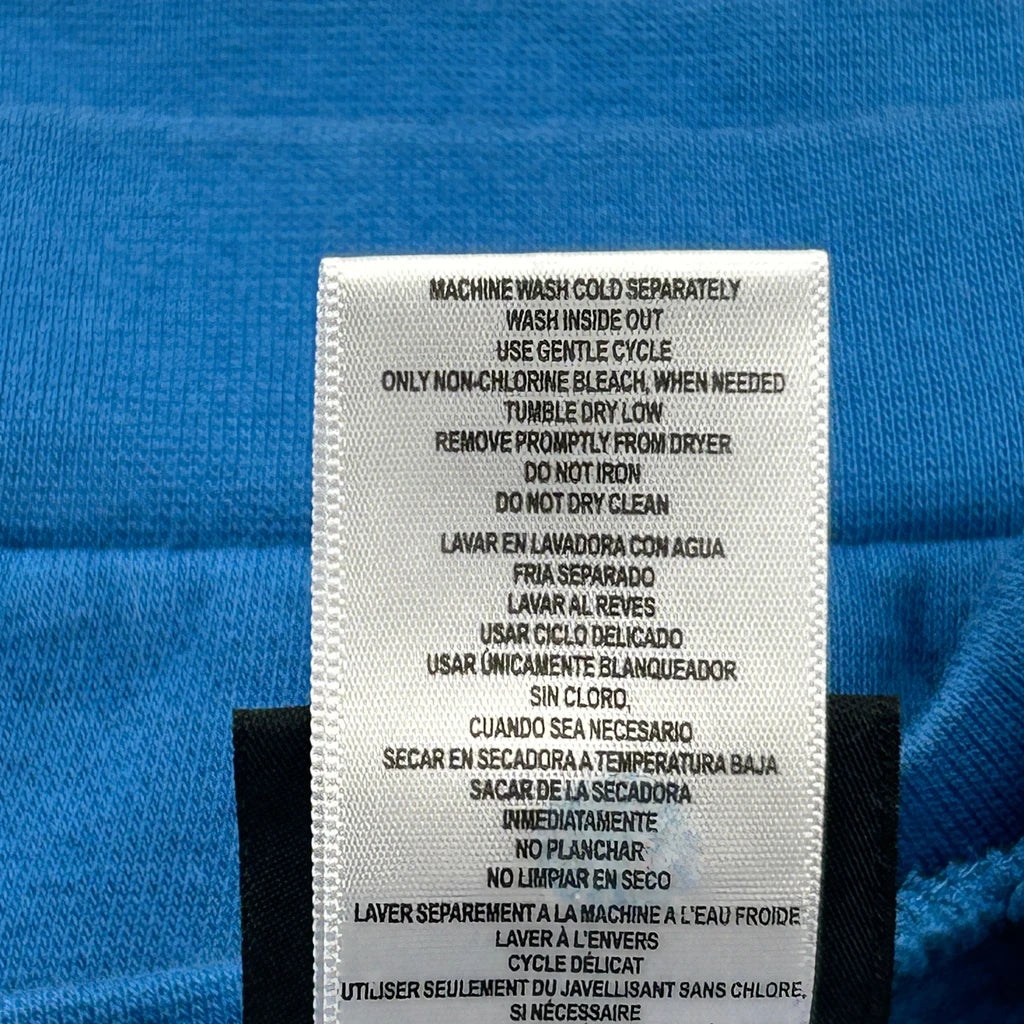 MACHINE WASH COLD SEPARATELY
WASH INSIDE OUT
USE GENTLE CYCLE
ONLY NON-CHLORINE BLEACH, WHEN NEEDED
TUMBLE DRY LOW
REMOVE PROMPTLY FROM DRYER
DO NOT IRON
DO NOT DRY CLEAN
LAVAR EN LAVADORA CON AGUA
FRIA SEPARADO
LAVAR AL REVES
USAR CICLO DELICADO
USAR ÚNICAMENTE BLANQUEADOR
SIN CLORO,
CUANDO SEA NECESARIO
SECAR EN SECADORA A TEMPERATURA BAJA
SACAR DE LA SECADORA
INMEDIATAMENTE
NO PLANCHAR
NO LIMPIAR EN SECO
LAVER SEPAREMENT A LA MACHINE A L'EAU FROIDE
LAVER À L'ENVERS
CYCLE DÉLICAT
UTILISER SEULEMENT DU JAVELLISANT SANS CHLORE,
SI NÉCESSAIRE